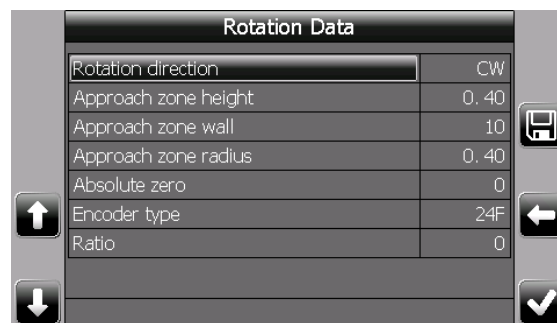 Rotation Data
Rotation direction CW
Approach zone height 0.40
Approach zone wall 10
Approach zone radius 0.40
Absolute zero 0
Encoder type 24F
Ratio 0